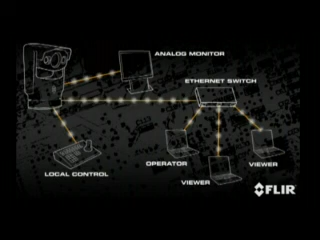 ANALOG MONITOR
ETHERNET SWITCH
OPERATOR
VIEWER
LOCAL CONTROL
VIEWER
FLIR